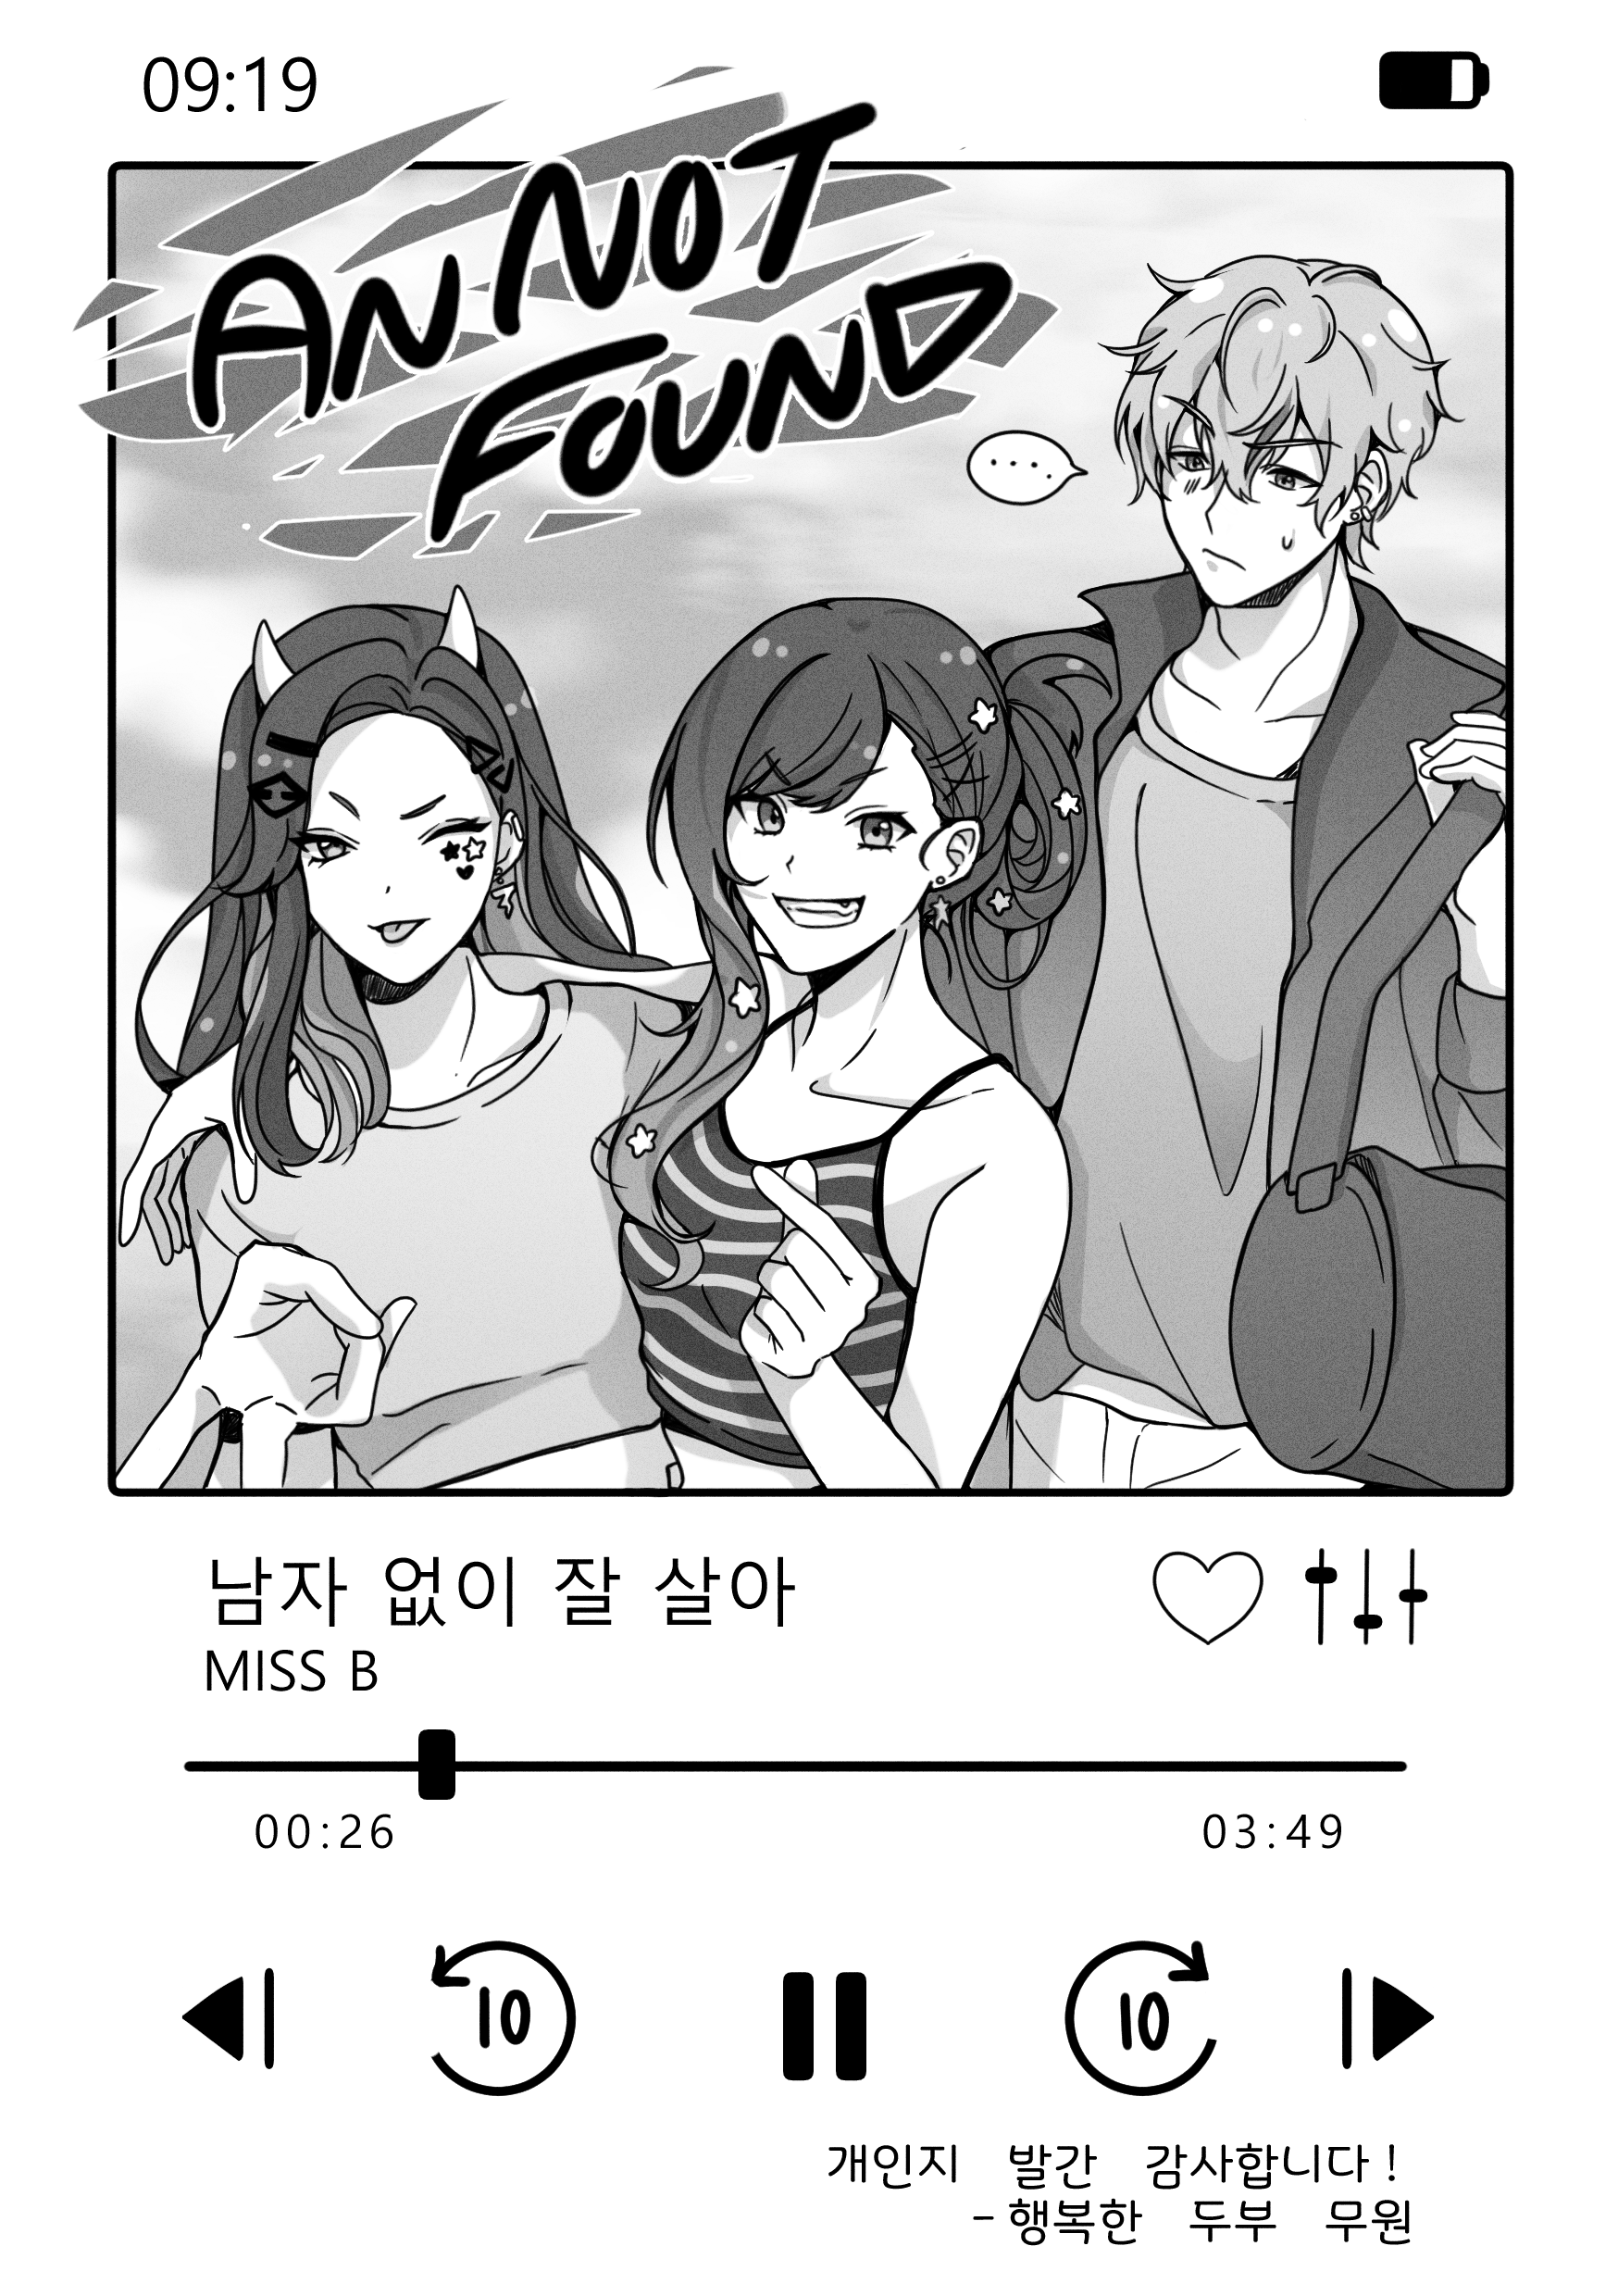 09:19
AN NOT
FOUND
....
남자 없이 잘 살아
MISS B
00:26
03:49
10
10
개인지 발간 감사합니다!
- 행복한 두부 무원